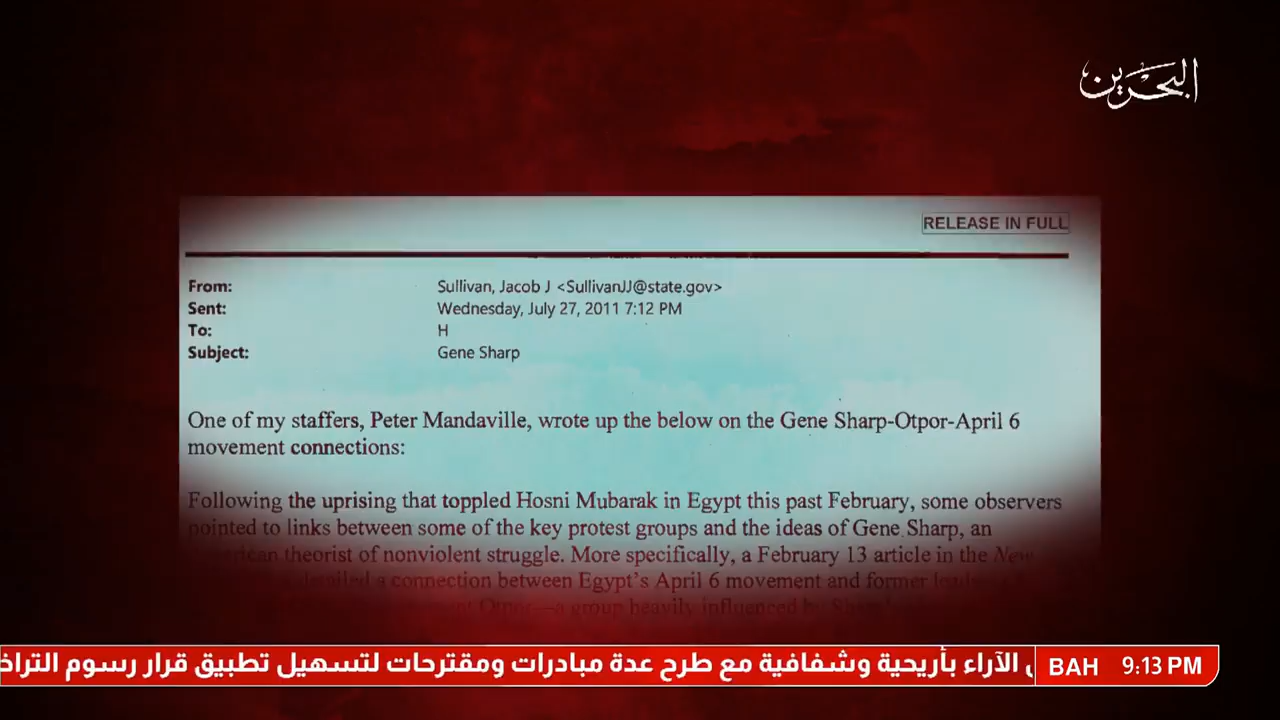 البحرين
RELEASE IN FULL
From: Sullivan, Jacob J <SullivanJJ@state.gov>
Sent: Wednesday, July 27, 2011 7:12 PM
To: H
Subject: Gene Sharp
One of my staffers, Peter Mandaville, wrote up the below on the Gene Sharp-Otpor-April 6
movement connections:
Following the uprising that toppled Hosni Mubarak in Egypt this past February, some observers
pointed to links between some of the key protest groups and the ideas of Gene Sharp, an
theorist of nonviolent struggle. More specifically, a February 13 article in the New
detailed a connection between Egypt's April 6 movement and former
Otpor—a group heavily influenced by
الآراء بأريحية وشفافية مع طرح عدة مبادرات ومقترحات لتسهيل تطبيق قرار رسوم
BAH 9:13 PM